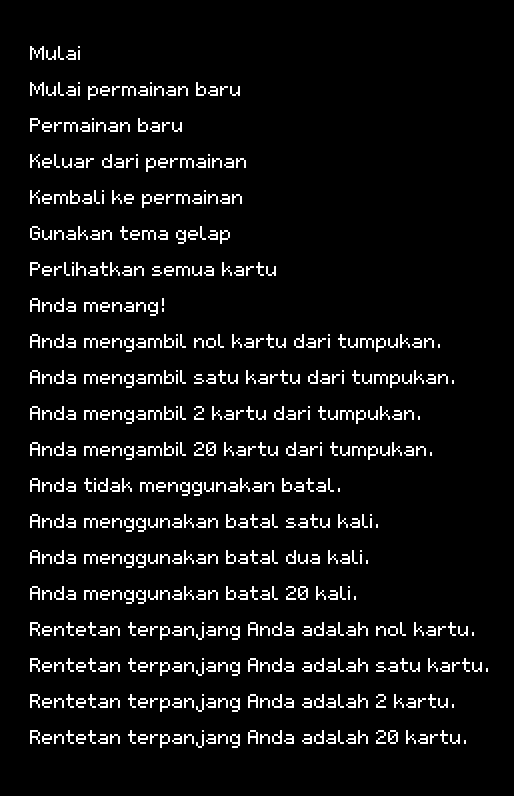 Mulai
Mulai permainan baru
Permainan baru
Keluar dari permainan
Kembali ke permainan
Gunakan tema gelap
Perlihatkan semua kartu
Anda menang!
Anda mengambil nol kartu dari tumpukan.
Anda mengambil satu kartu dari tumpukan.
Anda mengambil 2 kartu dari tumpukan.
Anda mengambil 20 kartu dari tumpukan.
Anda tidak menggunakan batal.
Anda menggunakan batal satu kali.
Anda menggunakan batal dua kali.
Anda menggunakan batal 20 kali.
Rentetan terpanjang Anda adalah nol kartu.
Rentetan terpanjang Anda adalah satu kartu.
Rentetan terpanjang Anda adalah 2 kartu.
Rentetan terpanjang Anda adalah 20 kartu.